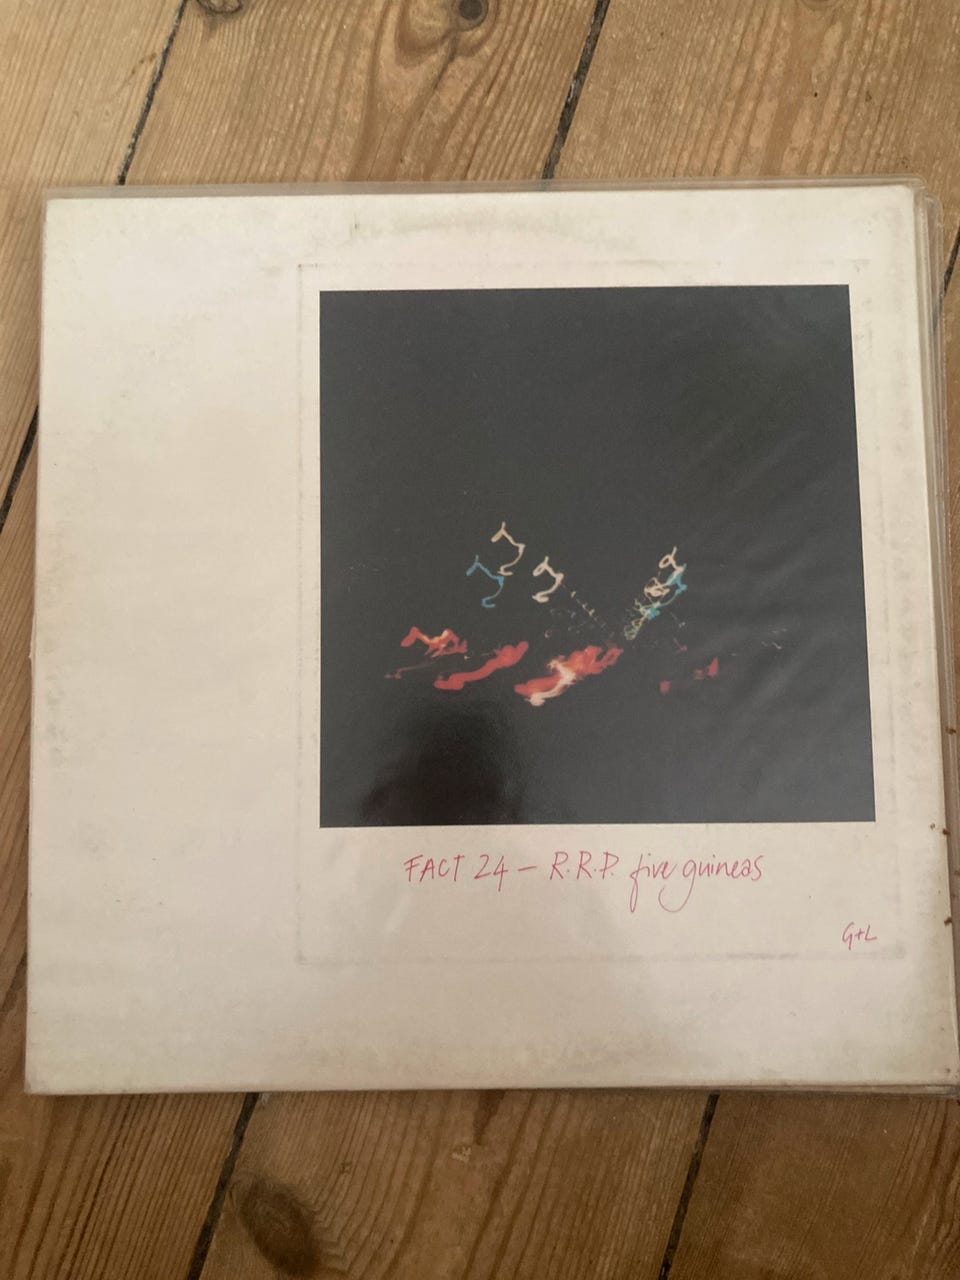 FACT 24 – R.R.P. five guineas
G+L